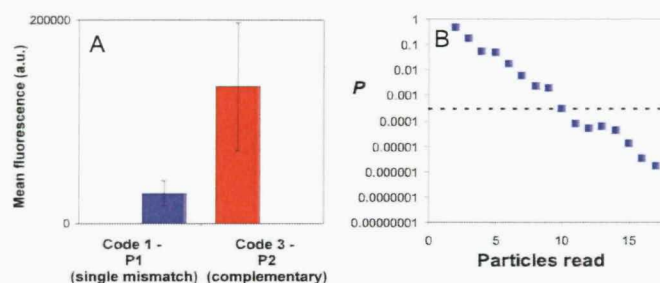 A
200000
Mean fluorescence (a.u.)
0
Code 1 -
P1
(single mismatch)
Code 3 -
P2
(complementary)
B
P
1
0.1
0.01
0.001
0.0001
0.00001
0.000001
0.0000001
0.00000001
0
5
10
15
Particles read